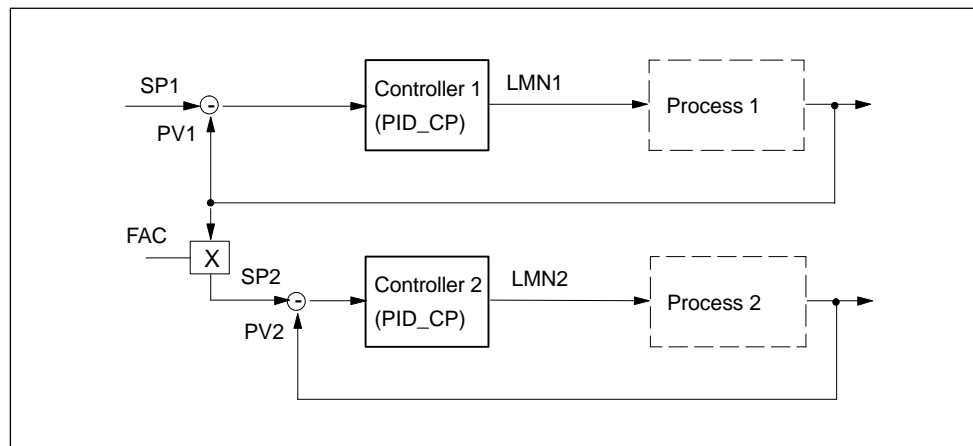 SP1
PV1
Controller 1
(PID_CP)
LMN1
Process 1
FAC
X
SP2
PV2
Controller 2
(PID_CP)
LMN2
Process 2